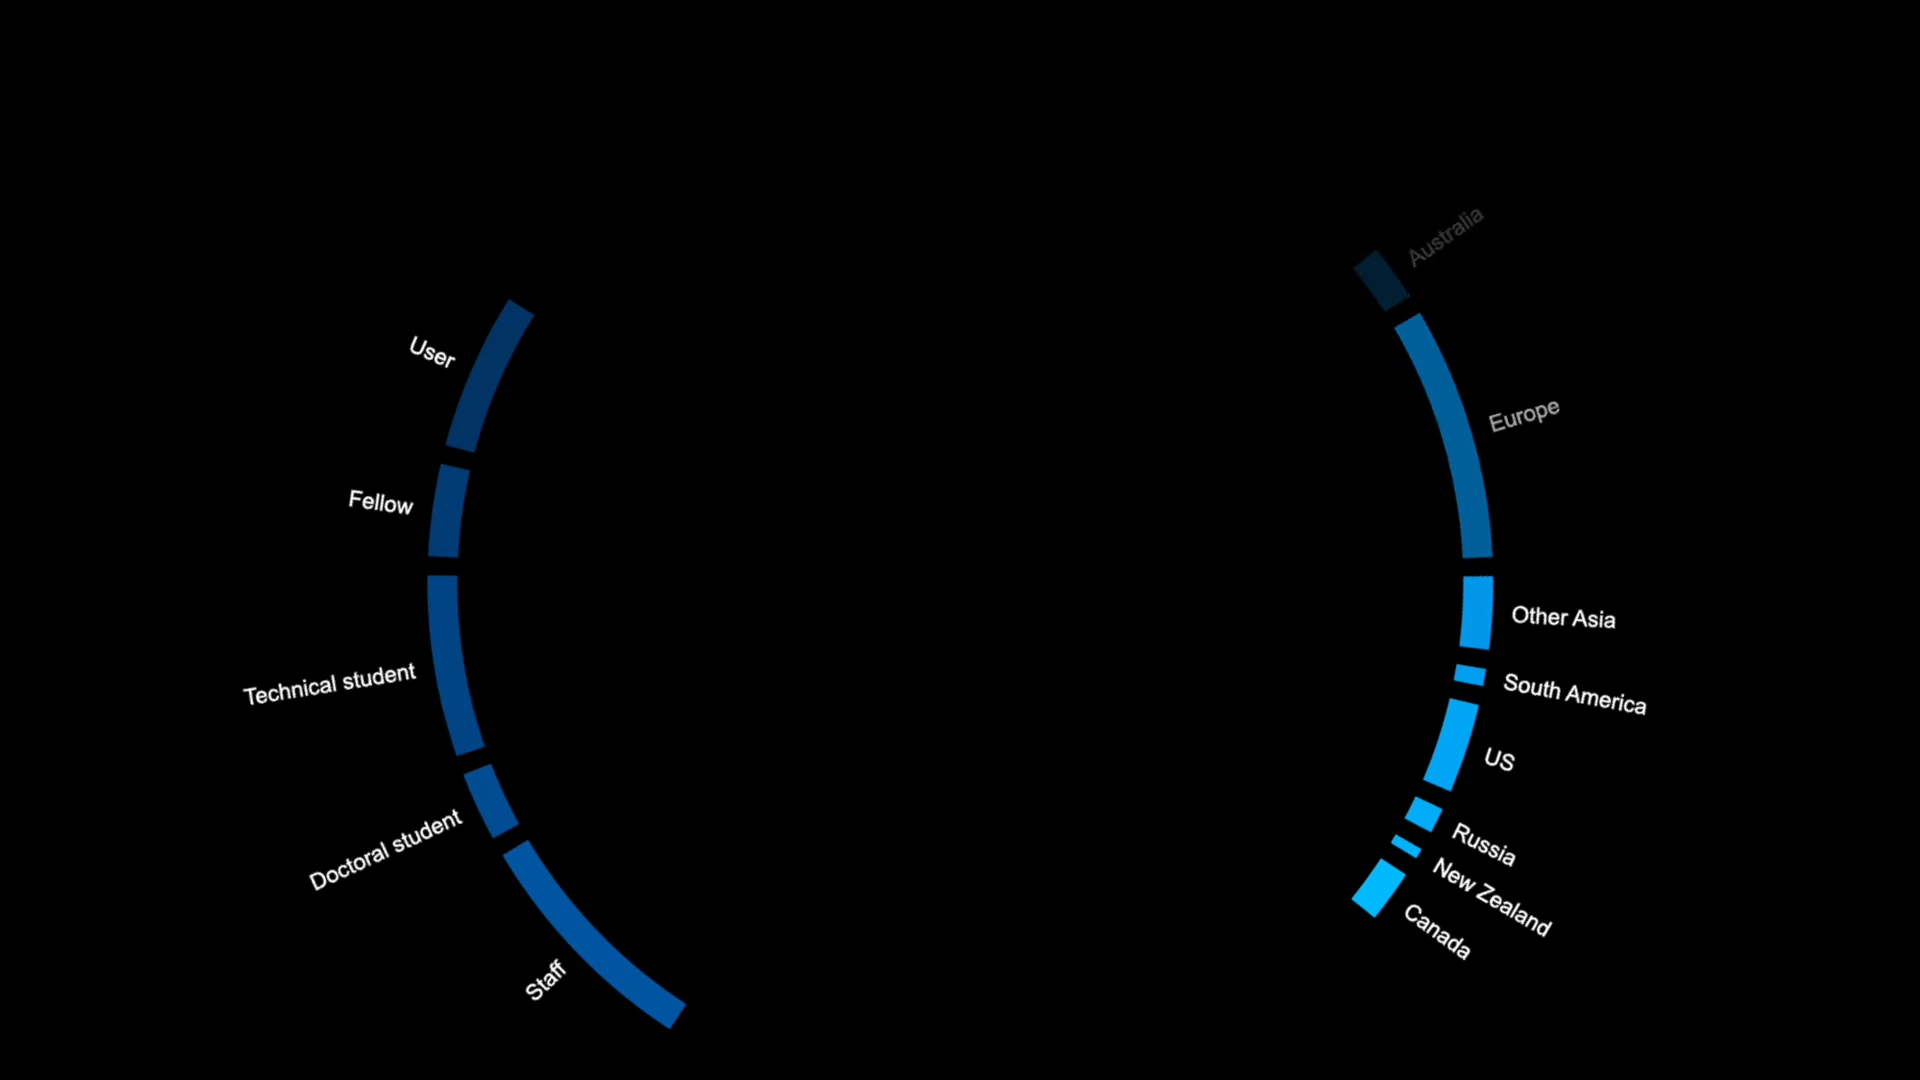 User
Fellow
Technical student
Doctoral student
Staff
Australia
Europe
Other Asia
South America
US
Russia
New Zealand
Canada